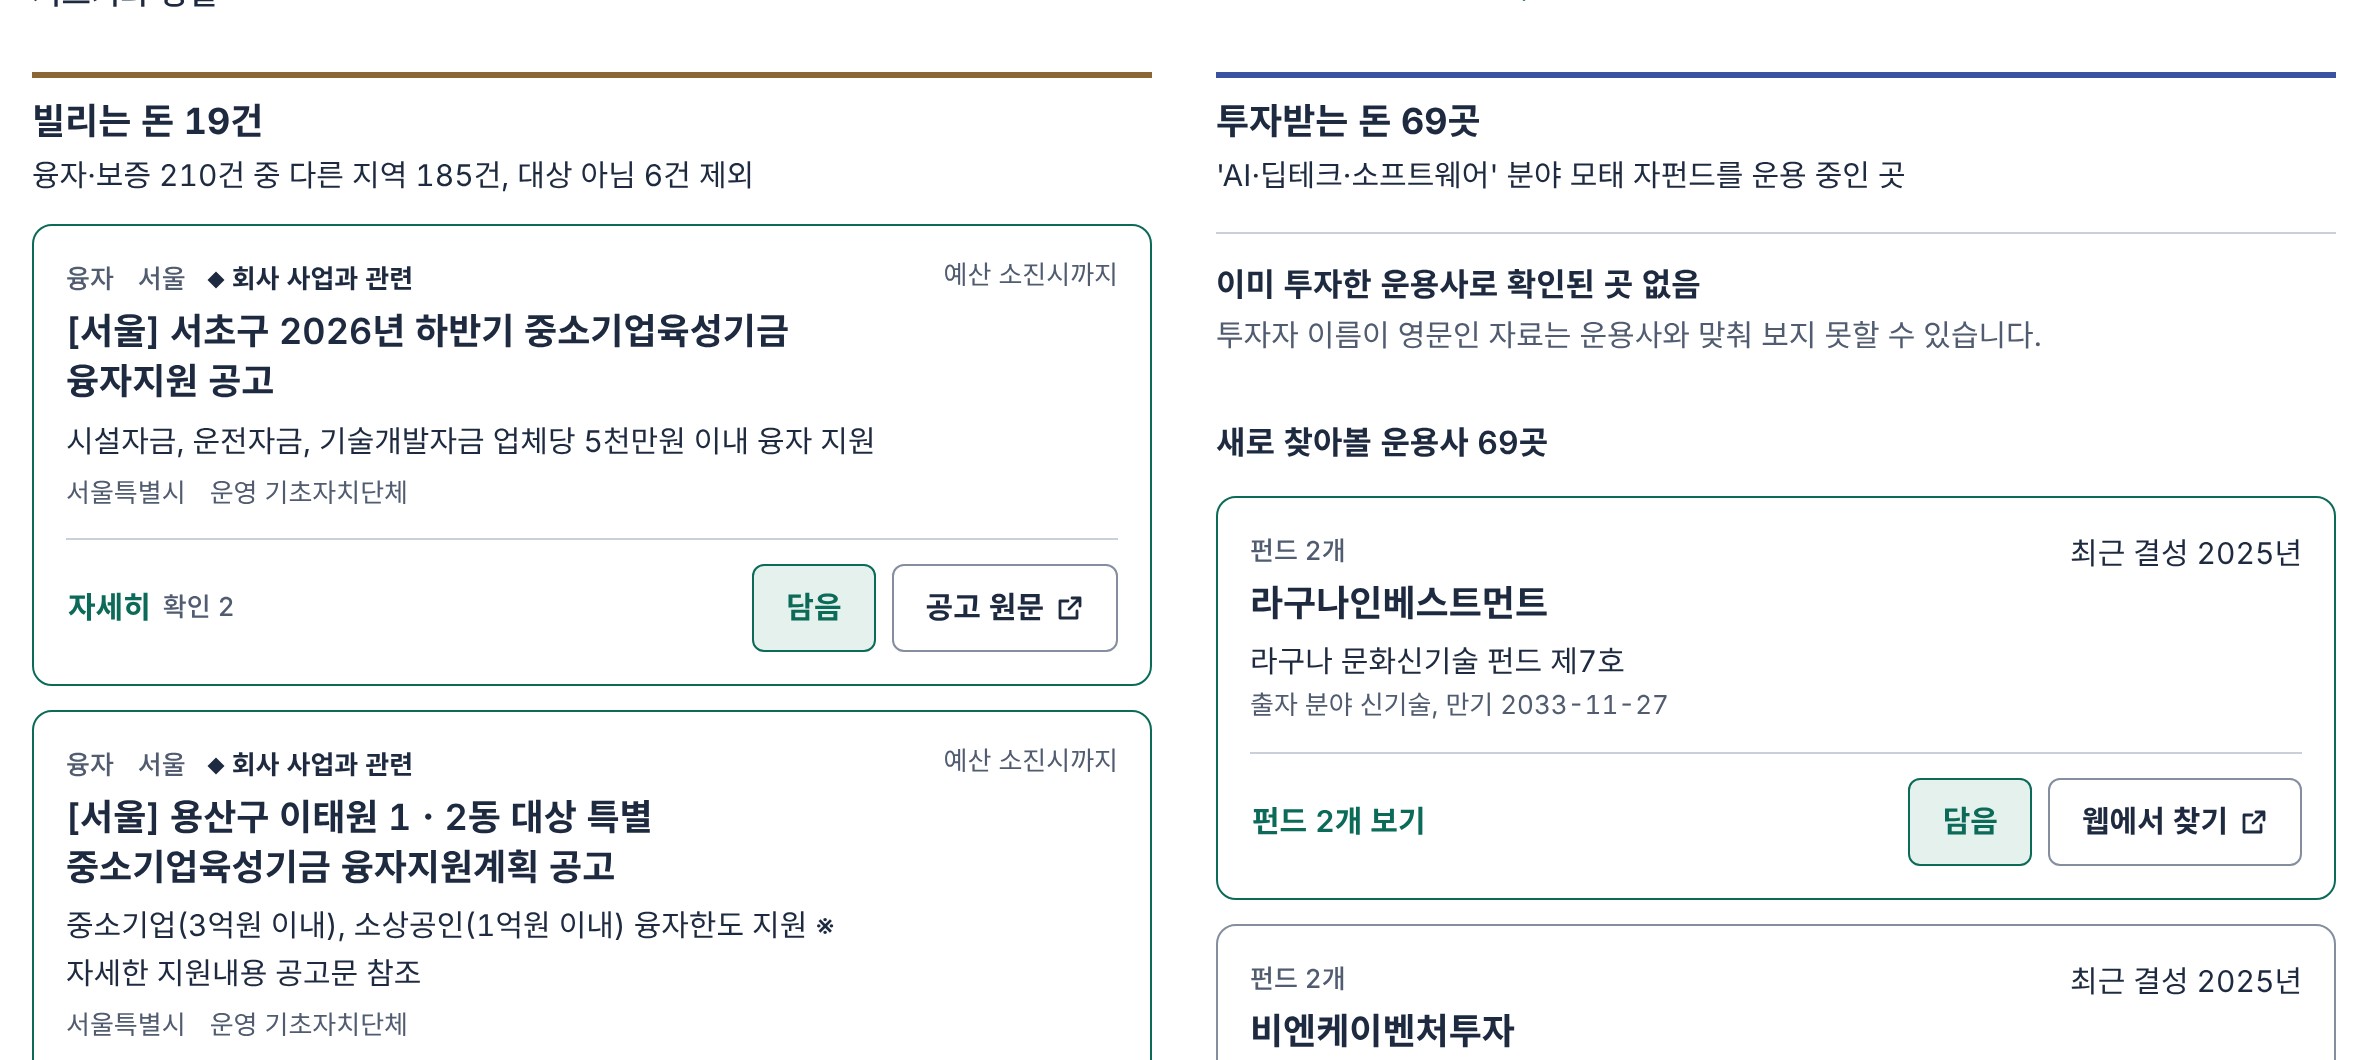 빌리는 돈 19건
융자·보증 210건 중 다른 지역 185건, 대상 아님 6건 제외
융자 서울 ◆ 회사 사업과 관련
예산 소진시까지
[서울] 서초구 2026년 하반기 중소기업육성기금
융자지원 공고
시설자금, 운전자금, 기술개발자금 업체당 5천만원 이내 융자 지원
서울특별시 운영 기초자치단체
자세히 확인 2
담음
공고 원문
융자 서울 ◆ 회사 사업과 관련
예산 소진시까지
[서울] 용산구 이태원 1ㆍ2동 대상 특별
중소기업육성기금 융자지원계획 공고
중소기업(3억원 이내), 소상공인(1억원 이내) 융자한도 지원 ※
자세한 지원내용 공고문 참조
서울특별시 운영 기초자치단체
투자받는 돈 69곳
'AI·딥테크·소프트웨어' 분야 모태 자펀드를 운용 중인 곳
이미 투자한 운용사로 확인된 곳 없음
투자자 이름이 영문인 자료는 운용사와 맞춰 보지 못할 수 있습니다.
새로 찾아볼 운용사 69곳
펀드 2개
최근 결성 2025년
라구나인베스트먼트
라구나 문화신기술 펀드 제7호
출자 분야 신기술, 만기 2033-11-27
펀드 2개 보기
담음
웹에서 찾기
펀드 2개
최근 결성 2025년
비엔케이벤처투자